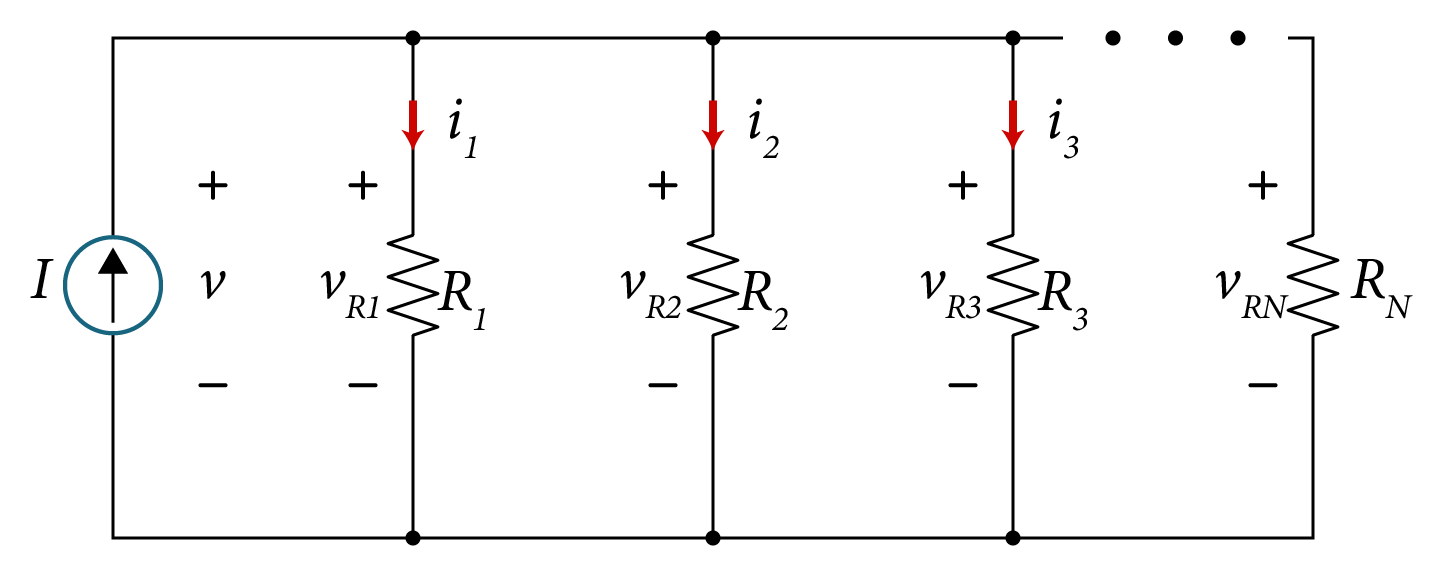 i1 i2 i3
+ + + + +
I v vR1 R1 vR2 R2 vR3 R3 vRN RN
− − − − −